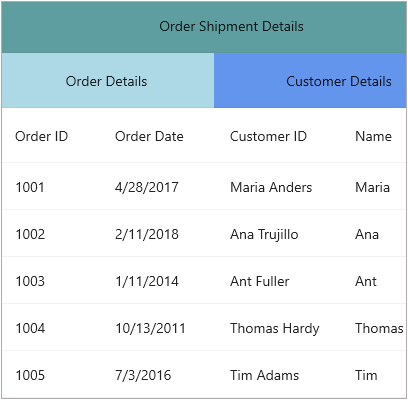 Order Shipment Details
Order Details Customer Details
Order ID Order Date Customer ID Name
1001 4/28/2017 Maria Anders Maria
1002 2/11/2018 Ana Trujillo Ana
1003 1/11/2014 Ant Fuller Ant
1004 10/13/2011 Thomas Hardy Thomas
1005 7/3/2016 Tim Adams Tim